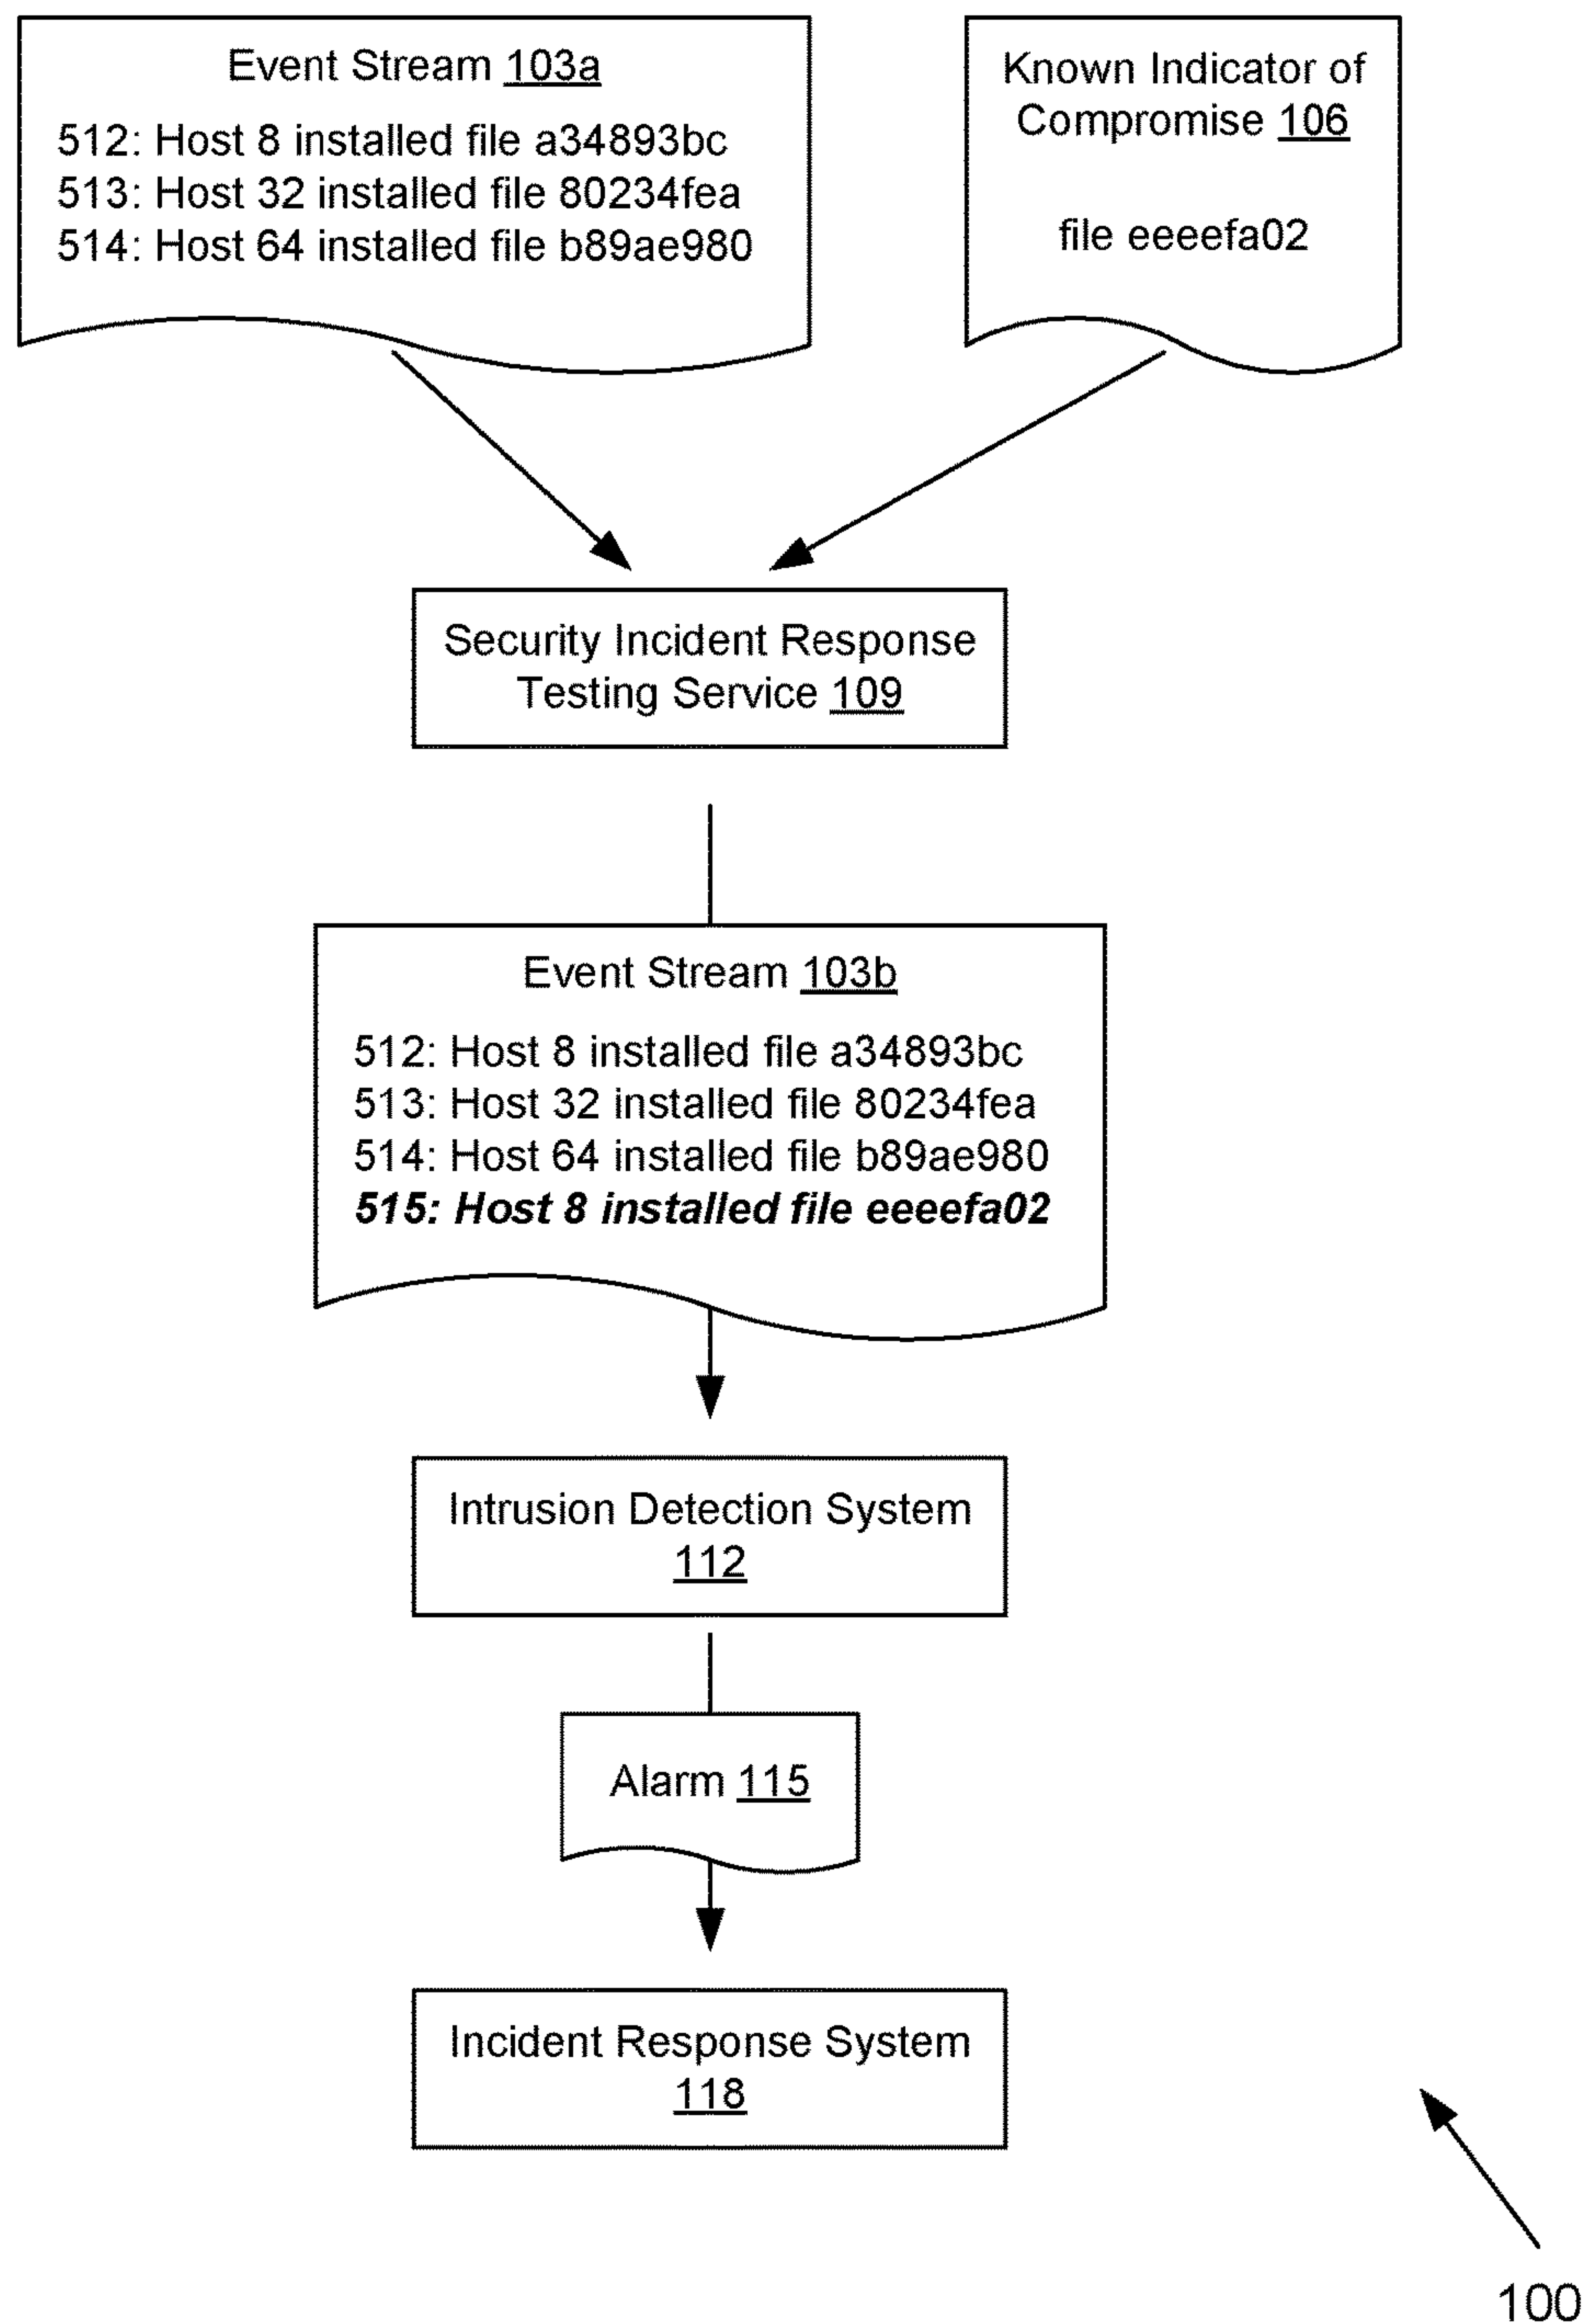 Event Stream 103a
512: Host 8 installed file a34893bc
513: Host 32 installed file 80234fea
514: Host 64 installed file b89ae980
Known Indicator of
Compromise 106
file eeeefa02
Security Incident Response
Testing Service 109
Event Stream 103b
512: Host 8 installed file a34893bc
513: Host 32 installed file 80234fea
514: Host 64 installed file b89ae980
515: Host 8 installed file eeeefa02
Intrusion Detection System
112
Alarm 115
Incident Response System
118
100